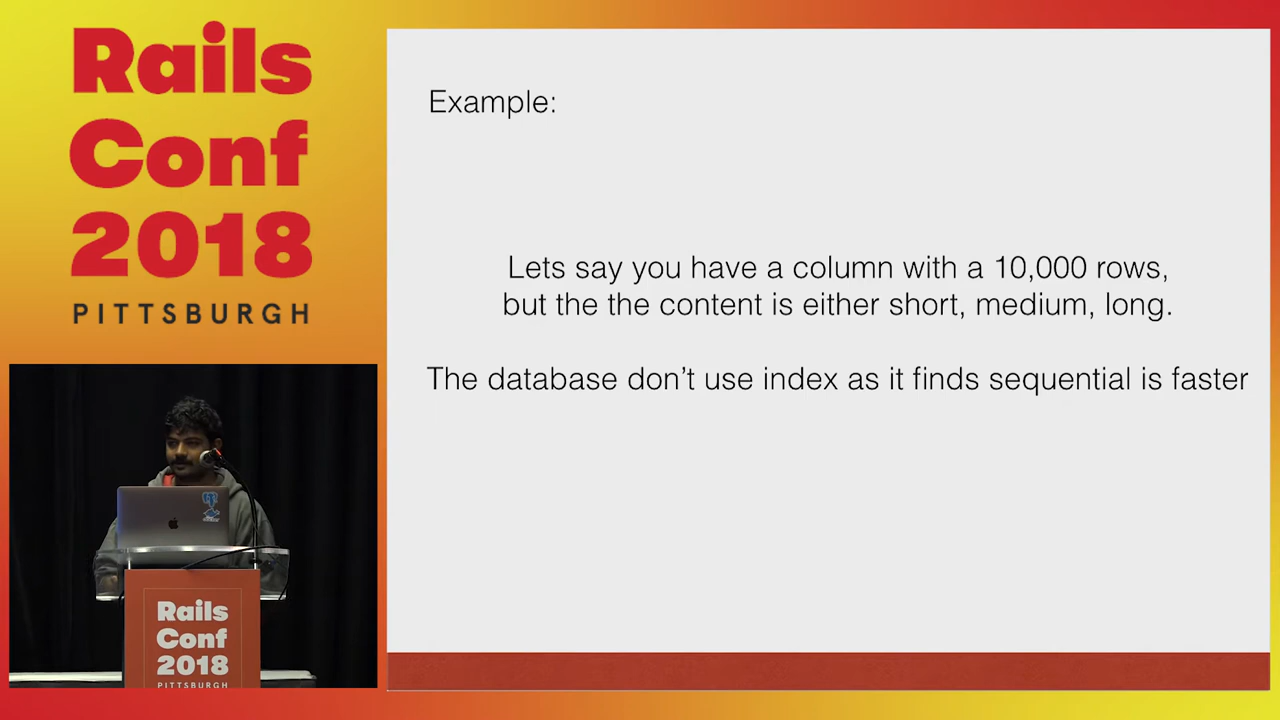 Rails
Conf
2018
PITTSBURGH
Example:
Lets say you have a column with a 10,000 rows,
but the the content is either short, medium, long.
The database don't use index as it finds sequential is faster
Rails
Conf
2018
PITTSBURGH